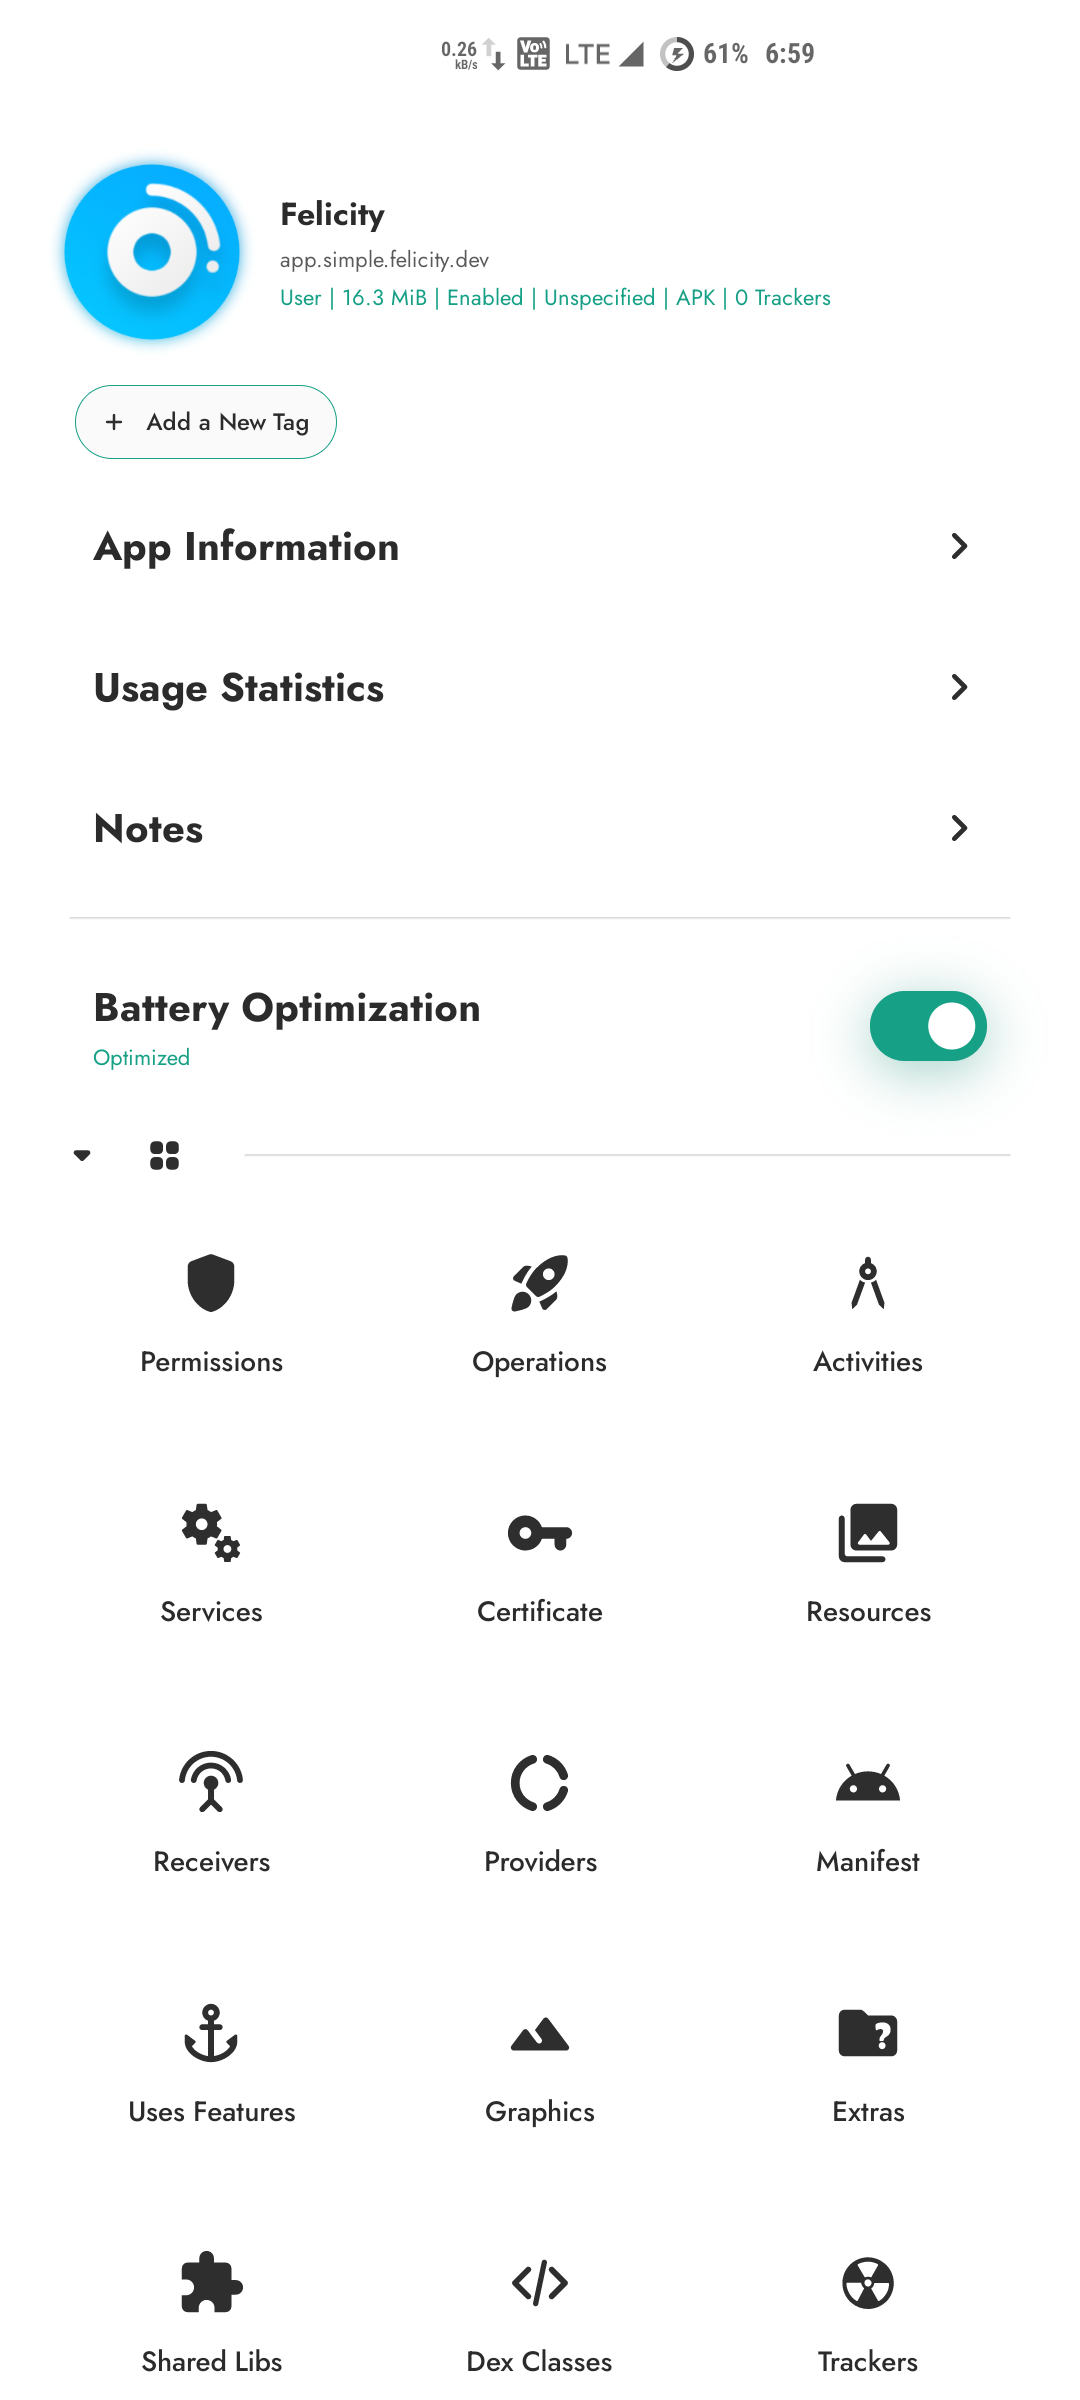 0.26 kB/s VoLTE LTE 61% 6:59
Felicity
app.simple.felicity.dev
User | 16.3 MiB | Enabled | Unspecified | APK | 0 Trackers
+ Add a New Tag
App Information
Usage Statistics
Notes
Battery Optimization
Optimized
Permissions Operations Activities
Services Certificate Resources
Receivers Providers Manifest
Uses Features Graphics Extras
Shared Libs Dex Classes Trackers